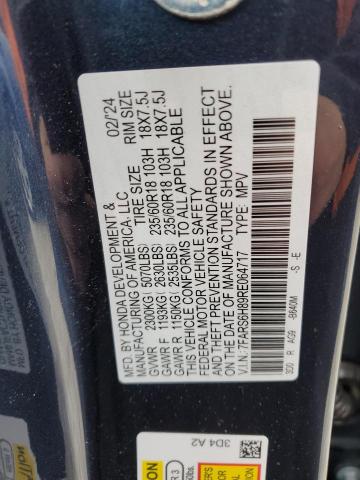 MFD. BY HONDA DEVELOPMENT &
MANUFACTURING OF AMERICA, LLC. 02/'24
TIRE SIZE RIM SIZE
GVWR 2300KG (5070LBS)
GAWR F 1193KG (2630LBS) 235/60R18 103H 18X7.5J
GAWR R 1150KG (2535LBS) 235/60R18 103H 18X7.5J
THIS VEHICLE CONFORMS TO ALL APPLICABLE
FEDERAL MOTOR VEHICLE SAFETY
AND THEFT PREVENTION STANDARDS IN EFFECT
ON THE DATE OF MANUFACTURE SHOWN ABOVE.
V.I.N.: 7FARS6H89RE064717 TYPE: MPV
3D0 R AG9 -B640M -S -E
3D4 A2